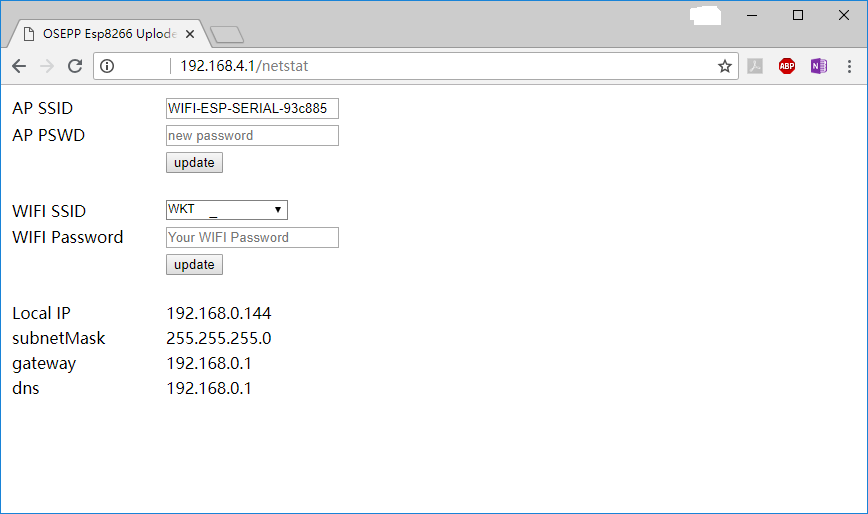 OSEPP Esp8266 Uplode
192.168.4.1/netstat
ABP
N
AP SSID WIFI-ESP-SERIAL-93c885
AP PSWD new password
update
WIFI SSID WKT _
WIFI Password Your WIFI Password
update
Local IP 192.168.0.144
subnetMask 255.255.255.0
gateway 192.168.0.1
dns 192.168.0.1